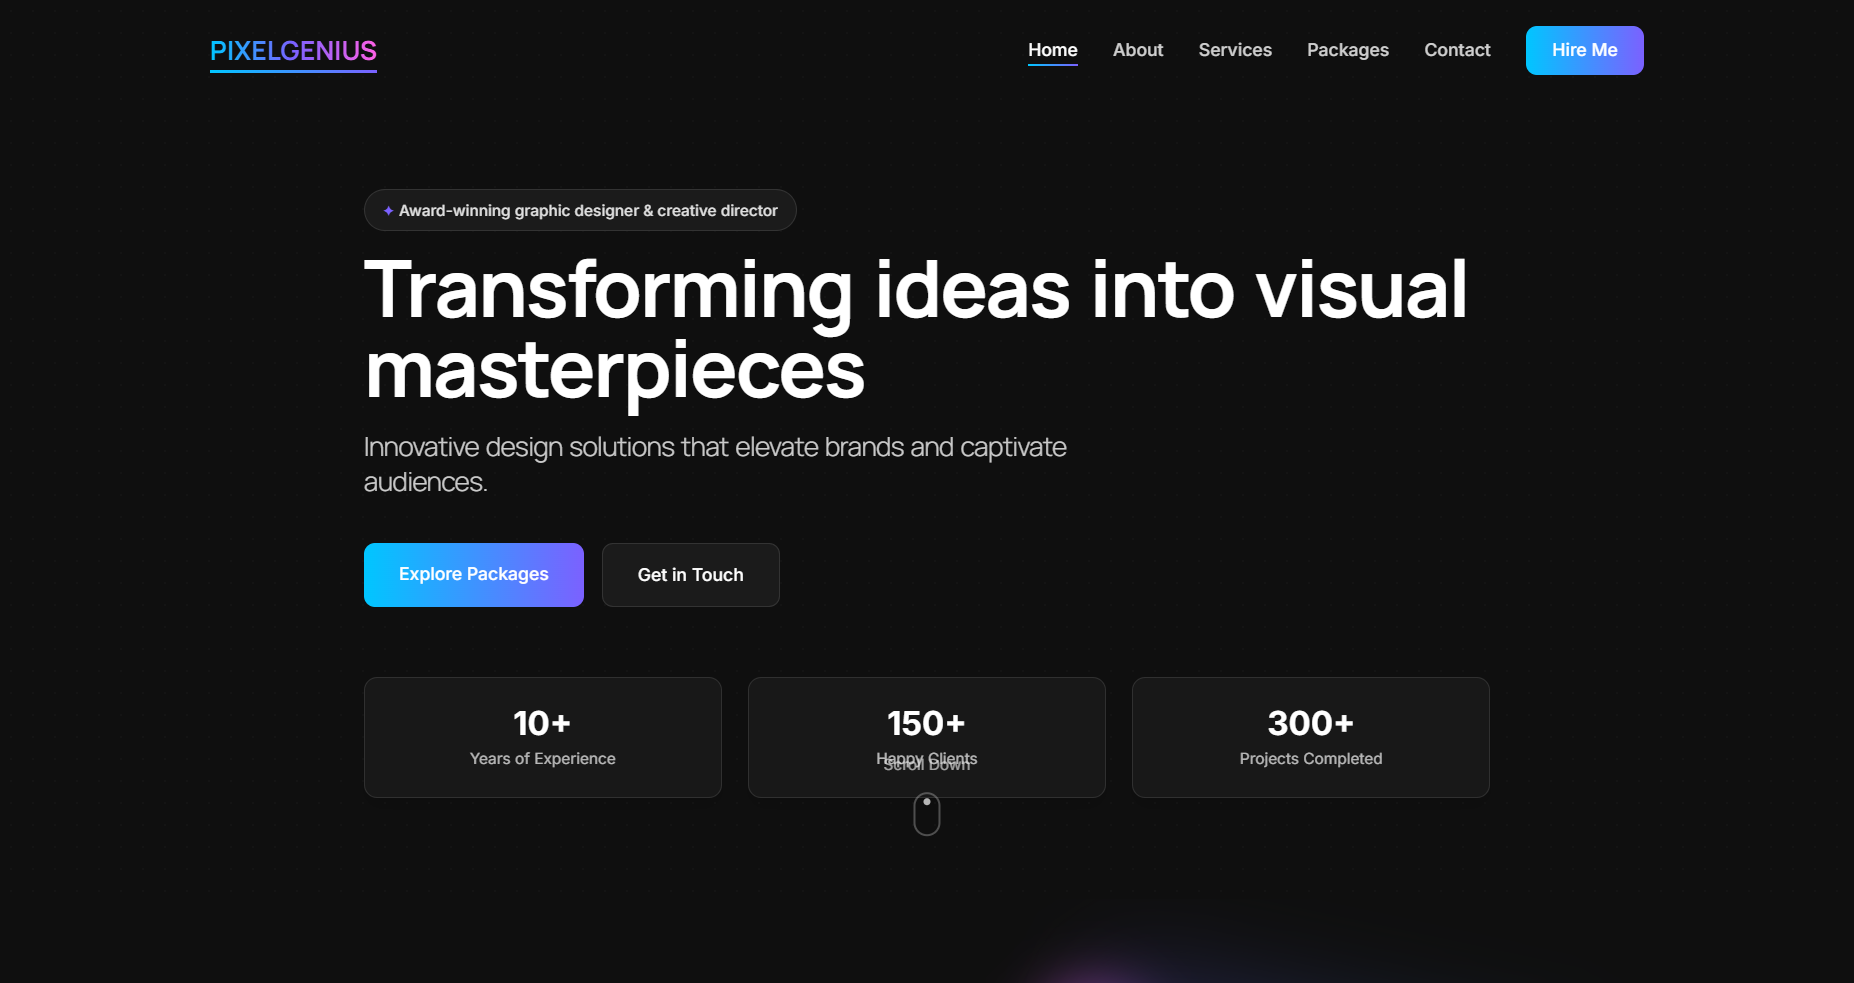 PIXELGENIUS
Home
About
Services
Packages
Contact
Hire Me
✦ Award-winning graphic designer & creative director
Transforming ideas into visual
masterpieces
Innovative design solutions that elevate brands and captivate
audiences.
Explore Packages
Get in Touch
10+
Years of Experience
150+
Happy Clients
Scroll Down
300+
Projects Completed